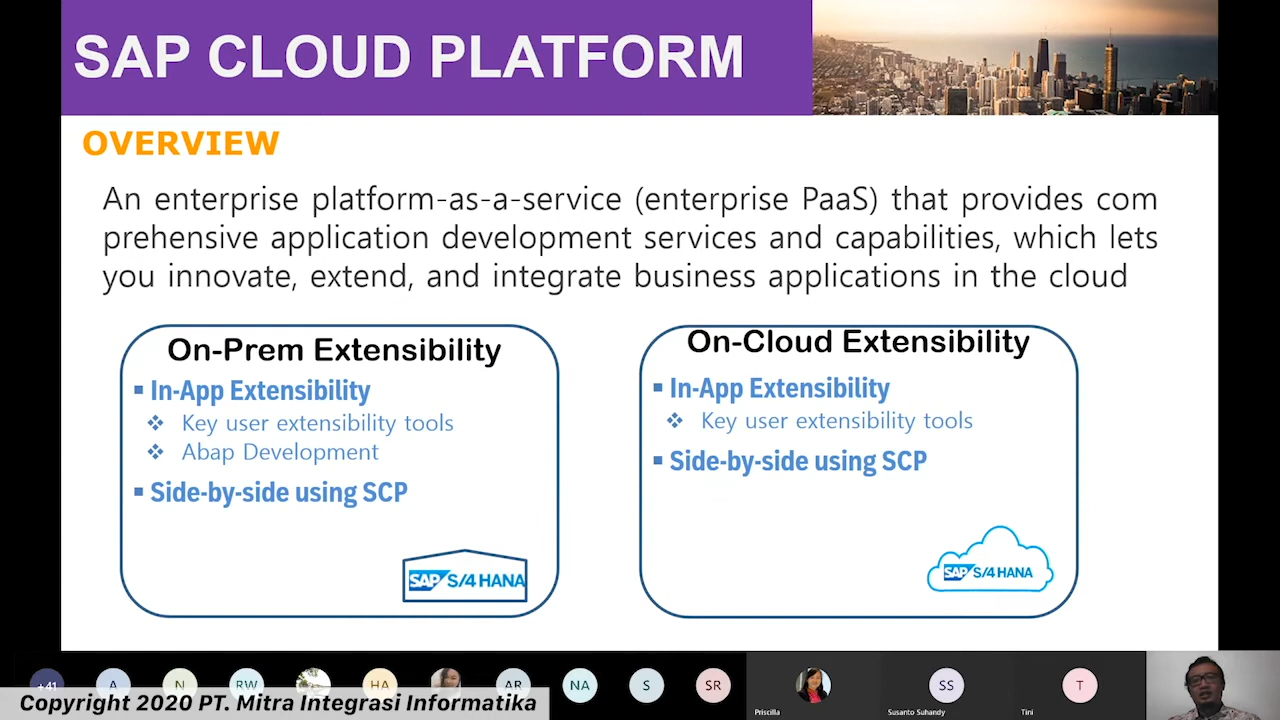 SAP CLOUD PLATFORM
OVERVIEW
An enterprise platform-as-a-service (enterprise PaaS) that provides com
prehensive application development services and capabilities, which lets
you innovate, extend, and integrate business applications in the cloud
On-Prem Extensibility
In-App Extensibility
Key user extensibility tools
Abap Development
Side-by-side using SCP
SAP S/4HANA
On-Cloud Extensibility
In-App Extensibility
Key user extensibility tools
Side-by-side using SCP
SAP S/4HANA
+41 A N RW HA AR NA S SR SS T
Priscilla Susanto Suhandy Tini
Copyright 2020 PT. Mitra Integrasi Informatika